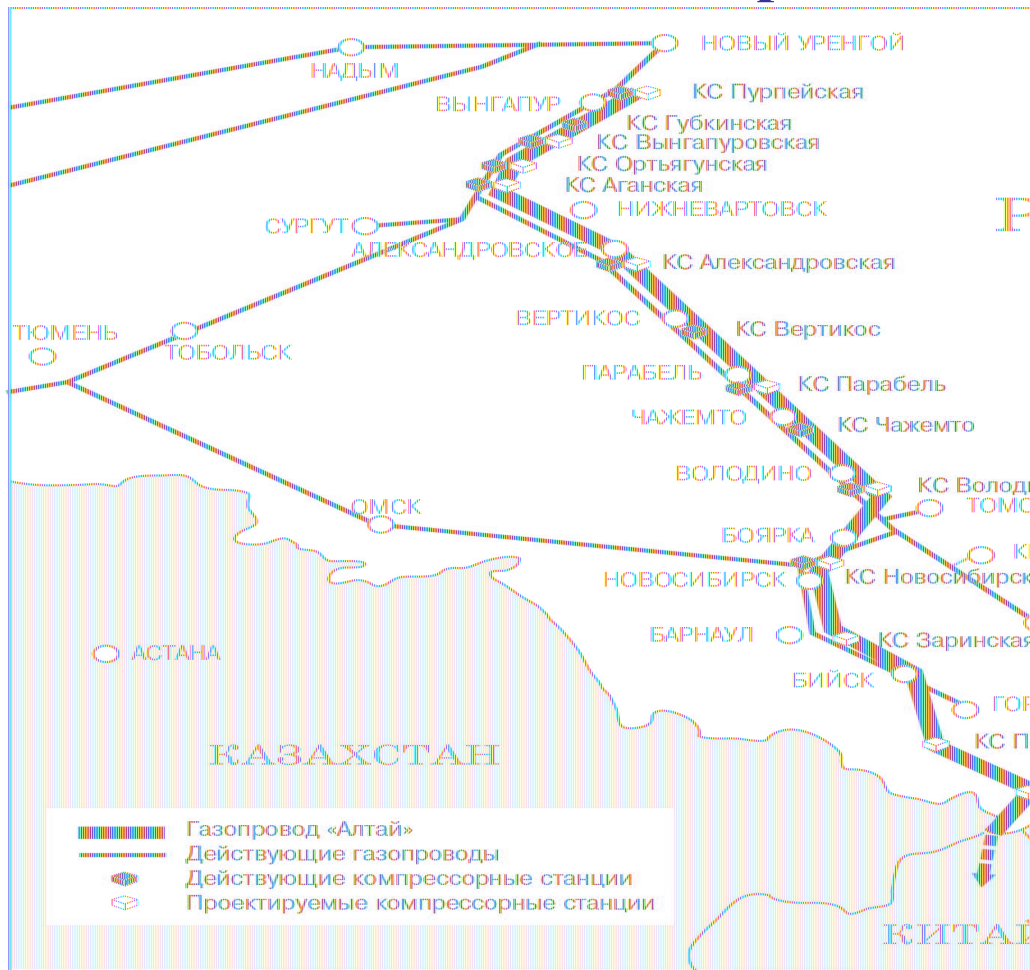 НОВЫЙ УРЕНГОЙ
НАДЫМ
КС Пурпейская
ВЫНГАПУР
КС Губкинская
КС Вынгапуровская
КС Ортьягунская
КС Аганская
НИЖНЕВАРТОВСК
Р
СУРГУТ
АЛЕКСАНДРОВСКОЕ
КС Александровская
ВЕРТИКОС
КС Вертикос
ТЮМЕНЬ
ТОБОЛЬСК
ПАРАБЕЛЬ
КС Парабель
ЧАЖЕМТО
КС Чажемто
ВОЛОДИНО
КС Волод
ОМСК
ТОМС
БОЯРКА
К
НОВОСИБИРСК
КС Новосибирск
БАРНАУЛ
КС Заринская
АСТАНА
БИЙСК
ГОР
КС П
КАЗАХСТАН
Газопровод «Алтай»
Действующие газопроводы
Действующие компрессорные станции
Проектируемые компрессорные станции
КИТАЙ